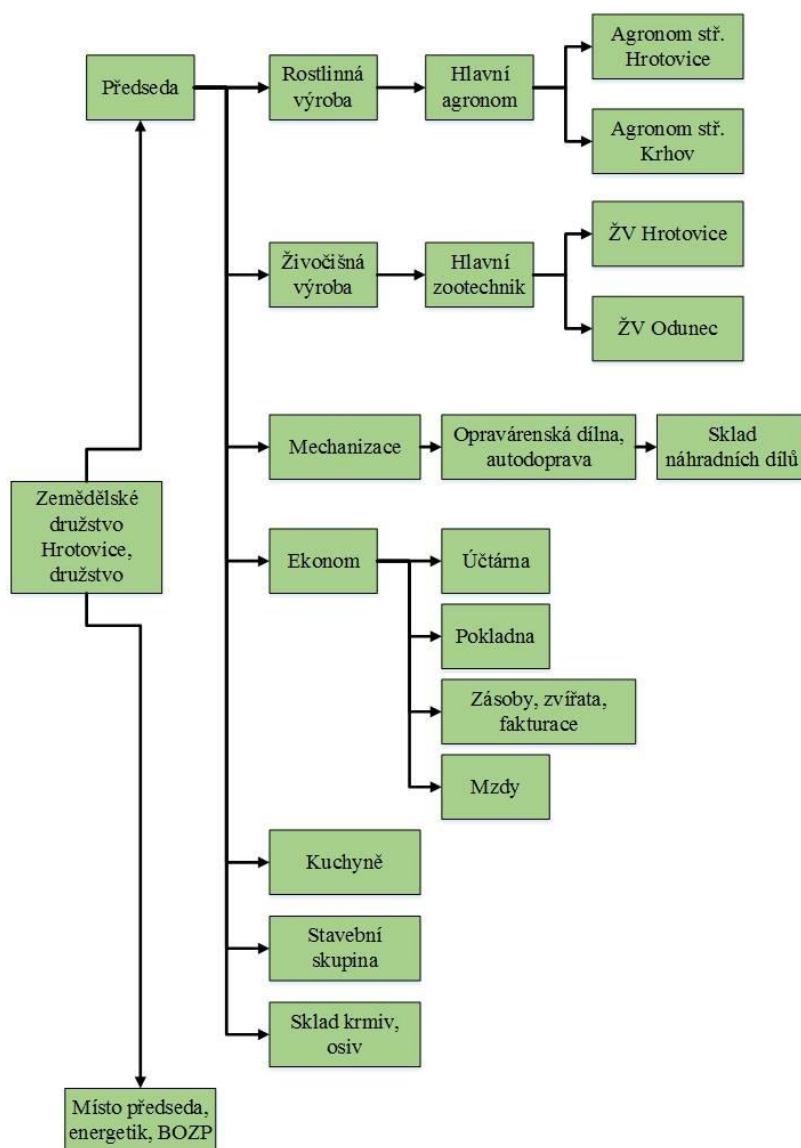 Předseda
Rostlinná
výroba
Hlavní
agronom
Agronom stř.
Hrotovice
Agronom stř.
Krhov
Živočišná
výroba
Hlavní
zootechnik
ŽV Hrotovice
ŽV Odunec
Mechanizace
Opravárenská dílna,
autodoprava
Sklad
náhradních dílů
Zemědělské
družstvo
Hrotovice,
družstvo
Ekonom
Účtárna
Pokladna
Zásoby, zvířata,
fakturace
Mzdy
Kuchyně
Stavební
skupina
Sklad krmiv,
osiv
Místo předseda,
energetik, BOZP